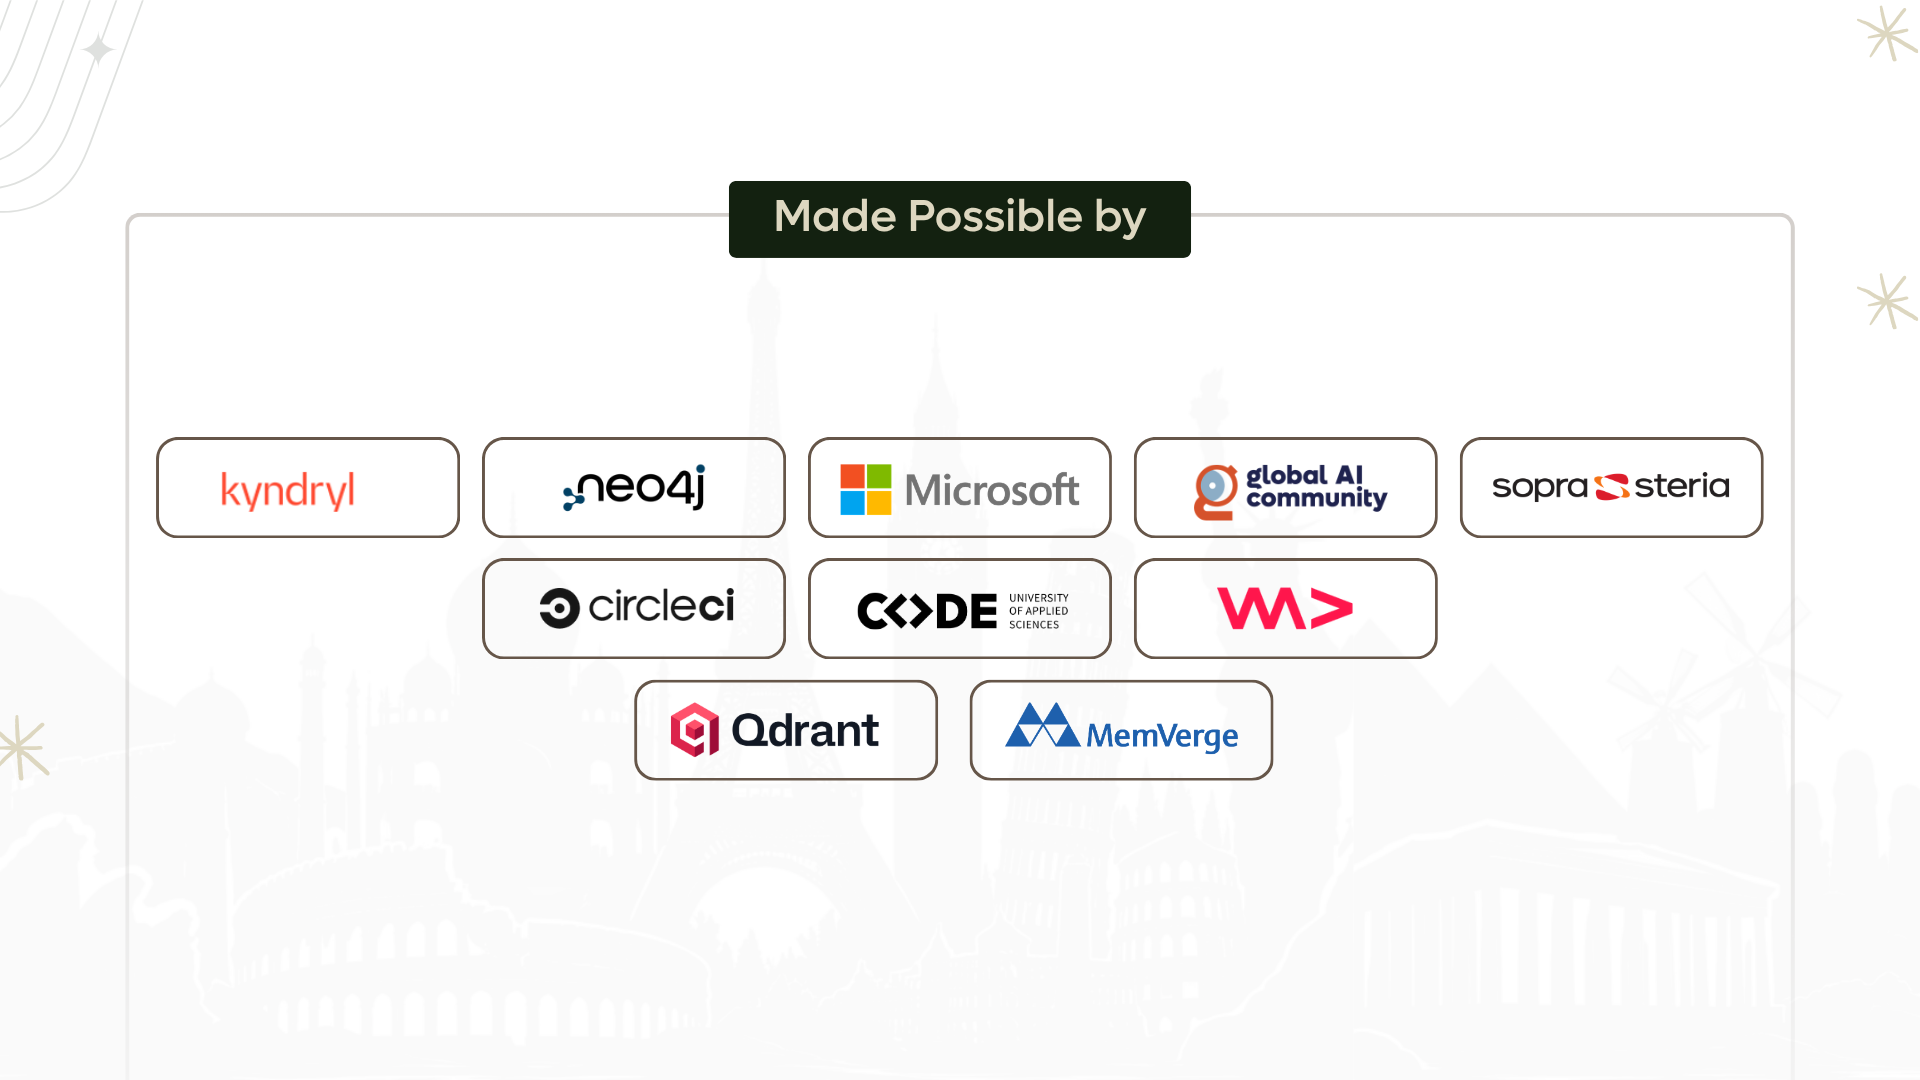 Made Possible by
kyndryl
neo4j
Microsoft
global AI
community
sopra steria
circleci
CODE
UNIVERSITY
OF APPLIED
SCIENCES
Qdrant
MemVerge